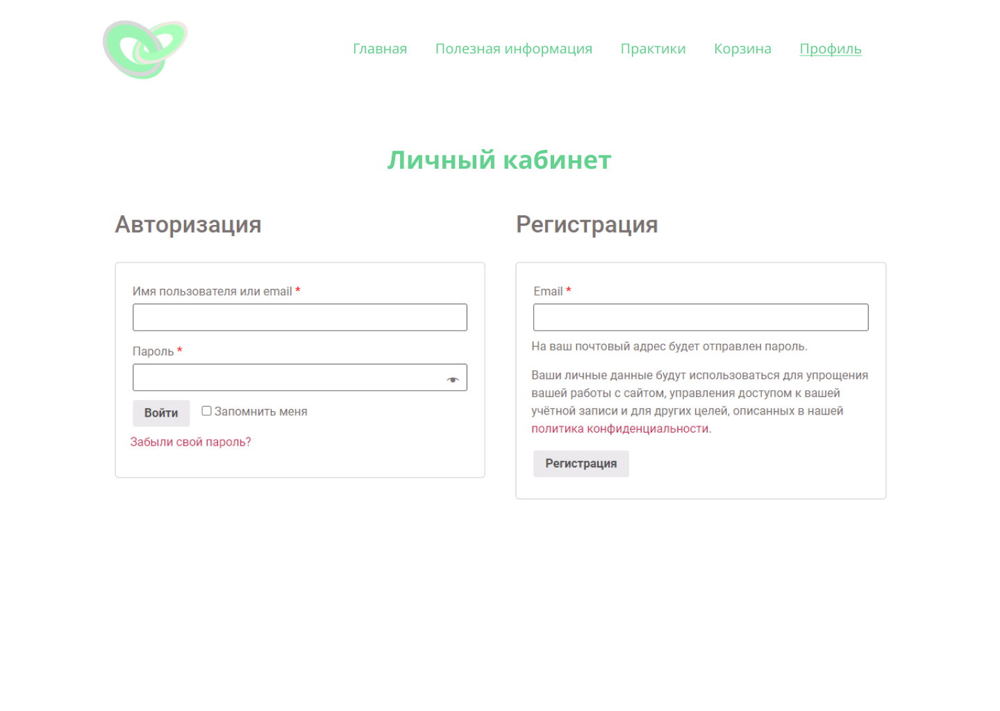 Главная Полезная информация Практики Корзина Профиль
Личный кабинет
Авторизация
Имя пользователя или email *
Пароль *
Войти Запомнить меня
Забыли свой пароль?
Регистрация
Email *
На ваш почтовый адрес будет отправлен пароль.
Ваши личные данные будут использоваться для упрощения
вашей работы с сайтом, управления доступом к вашей
учётной записи и для других целей, описанных в нашей
политика конфиденциальности.
Регистрация